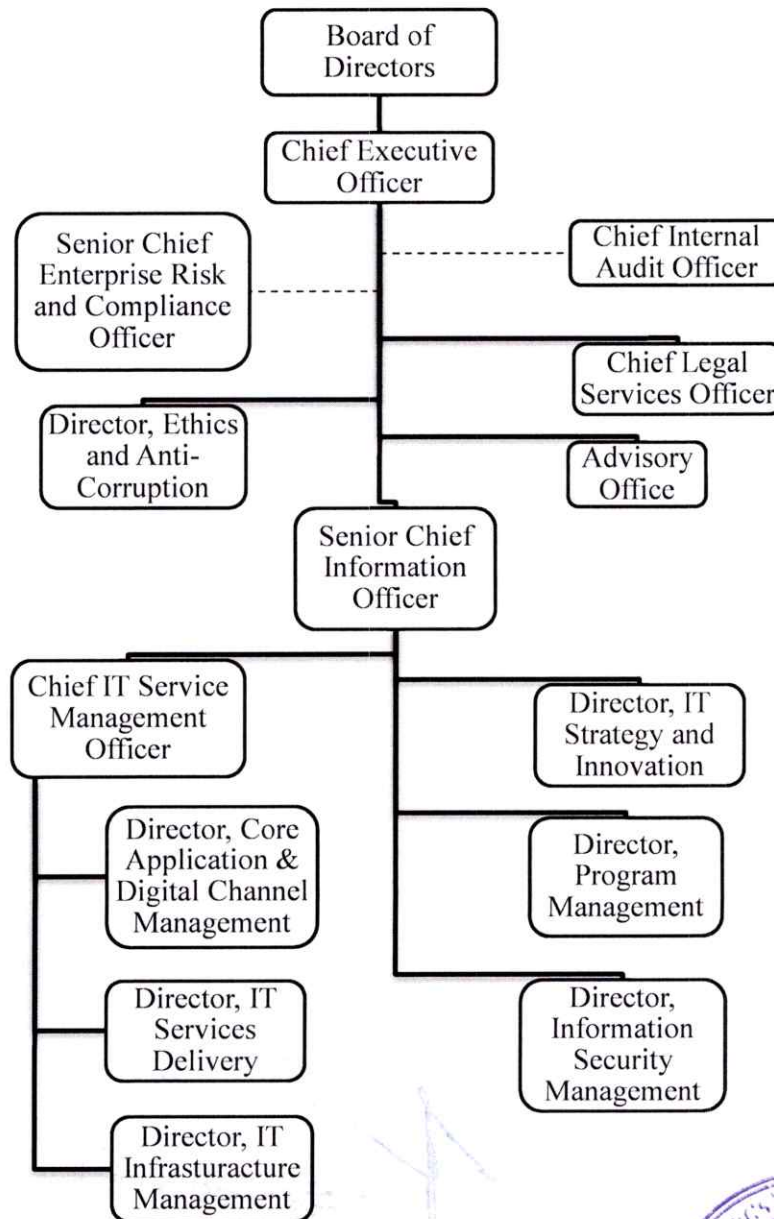 Board of
Directors
Chief Executive
Officer
Senior Chief
Enterprise Risk
and Compliance
Officer
Chief Internal
Audit Officer
Chief Legal
Services Officer
Director, Ethics
and Anti-
Corruption
Advisory
Office
Senior Chief
Information
Officer
Chief IT Service
Management
Officer
Director, IT
Strategy and
Innovation
Director, Core
Application &
Digital Channel
Management
Director,
Program
Management
Director, IT
Services
Delivery
Director,
Information
Security
Management
Director, IT
Infrasturacture
Management